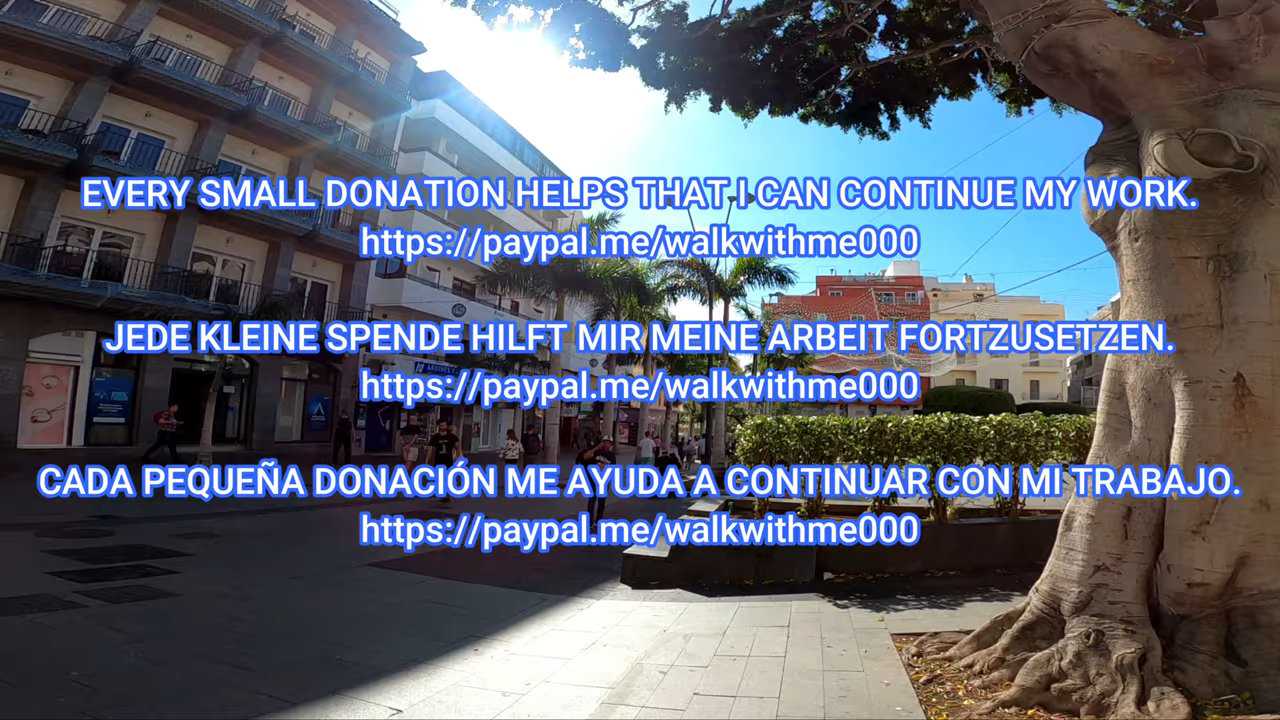 EVERY SMALL DONATION HELPS THAT I CAN CONTINUE MY WORK.
https://paypal.me/walkwithme000
JEDE KLEINE SPENDE HILFT MIR MEINE ARBEIT FORTZUSETZEN.
https://paypal.me/walkwithme000
CADA PEQUEÑA DONACIÓN ME AYUDA A CONTINUAR CON MI TRABAJO.
https://paypal.me/walkwithme000